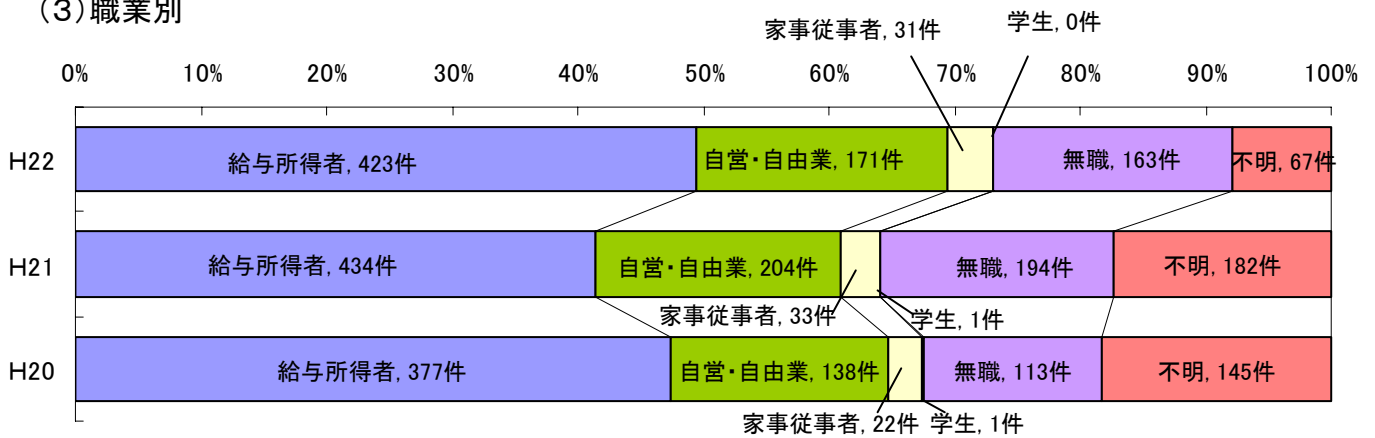 (3)職業別
家事従事者, 31件
学生, 0件
0% 10% 20% 30% 40% 50% 60% 70% 80% 90% 100%
H22 給与所得者, 423件 自営・自由業, 171件 無職, 163件 不明, 67件
H21 給与所得者, 434件 自営・自由業, 204件 無職, 194件 不明, 182件
家事従事者, 33件 学生, 1件
H20 給与所得者, 377件 自営・自由業, 138件 無職, 113件 不明, 145件
家事従事者, 22件 学生, 1件